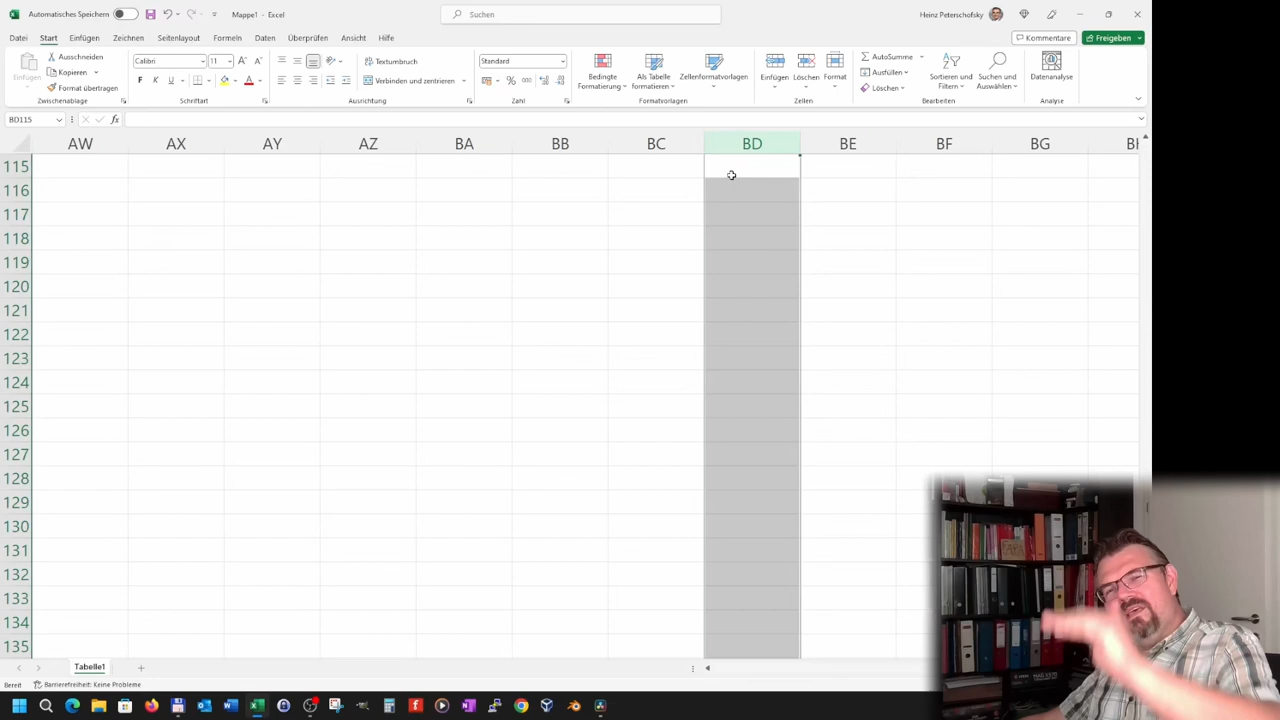 Automatisches Speichern
Mappe1 - Excel
Suchen
Heinz Peterschofsky
Datei Start Einfügen Zeichnen Seitenlayout Formeln Daten Überprüfen Ansicht Hilfe
Kommentare Freigeben
Einfügen
Ausschneiden
Kopieren
Format übertragen
Zwischenablage
Calibri 11
F K U
Schriftart
Textumbruch
Verbinden und zentrieren
Ausrichtung
Standard
Zahl
Bedingte Formatierung
Als Tabelle formatieren
Zellenformatvorlagen
Formatvorlagen
Einfügen Löschen Format
Zellen
AutoSumme
Ausfüllen
Löschen
Sortieren und Filtern
Suchen und Auswählen
Bearbeiten
Datenanalyse
Analyse
BD115
fx
AW AX AY AZ BA BB BC BD BE BF BG BH
115
116
117
118
119
120
121
122
123
124
125
126
127
128
129
130
131
132
133
134
135
PAPA
Tabelle1
Bereit
Barrierefreiheit: Keine Probleme